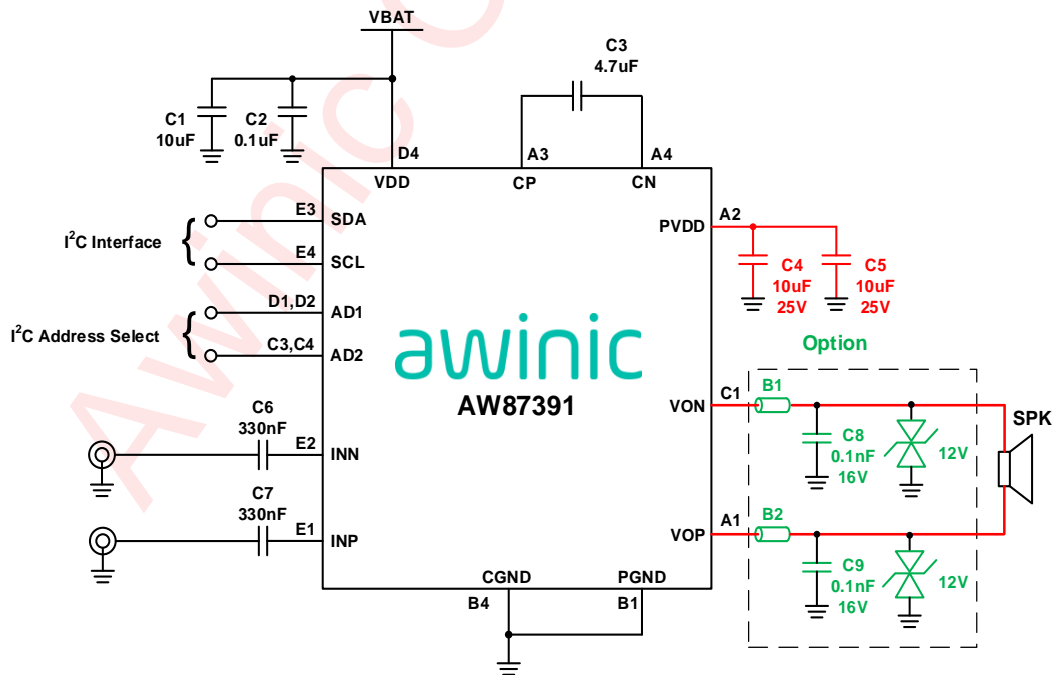 VBAT
C3
4.7uF
C1
10uF
C2
0.1uF
D4
A3
A4
VDD
CP
CN
I²C Interface
{
E3
SDA
E4
SCL
PVDD
A2
C4
10uF
25V
C5
10uF
25V
I²C Address Select
{
D1,D2
AD1
C3,C4
AD2
awinic
AW87391
Option
C6
330nF
E2
INN
C7
330nF
E1
INP
VON
C1
B1
C8
0.1nF
16V
12V
SPK
VOP
A1
B2
C9
0.1nF
16V
12V
CGND
PGND
B4
B1
Awinic C